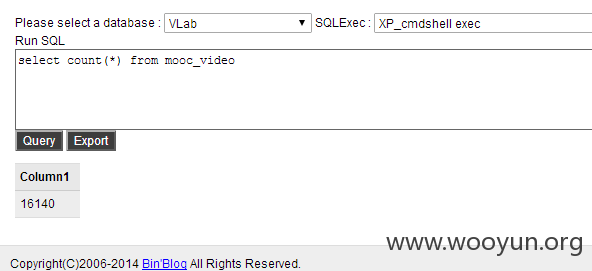 Please select a database : VLab SQLExec : XP_cmdshell exec
Run SQL
select count(*) from mooc_video
Query Export
Column1
16140
www.wooyun.org
Copyright(C)2006-2014 Bin'Blog All Rights Reserved.